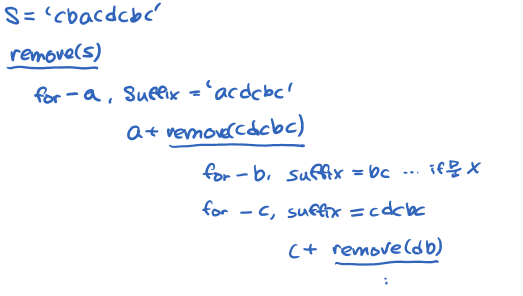 S = 'cbacdcbc'
remove(s)
for - a, suffix = 'acdcbc'
a + remove(cdcbc)
for - b, suffix = bc ... if문 X
for - c, suffix = cdcbc
c + remove(db)
: